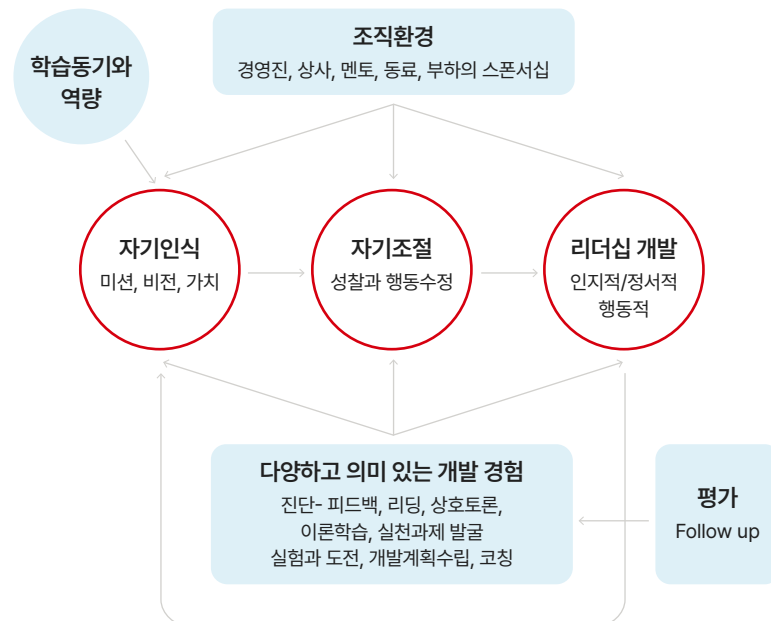 학습동기와
역량
조직환경
경영진, 상사, 멘토, 동료, 부하의 스폰서십
자기인식
미션, 비전, 가치
자기조절
성찰과 행동수정
리더십 개발
인지적/정서적
행동적
다양하고 의미 있는 개발 경험
진단- 피드백, 리딩, 상호토론,
이론학습, 실천과제 발굴
실험과 도전, 개발계획수립, 코칭
평가
Follow up